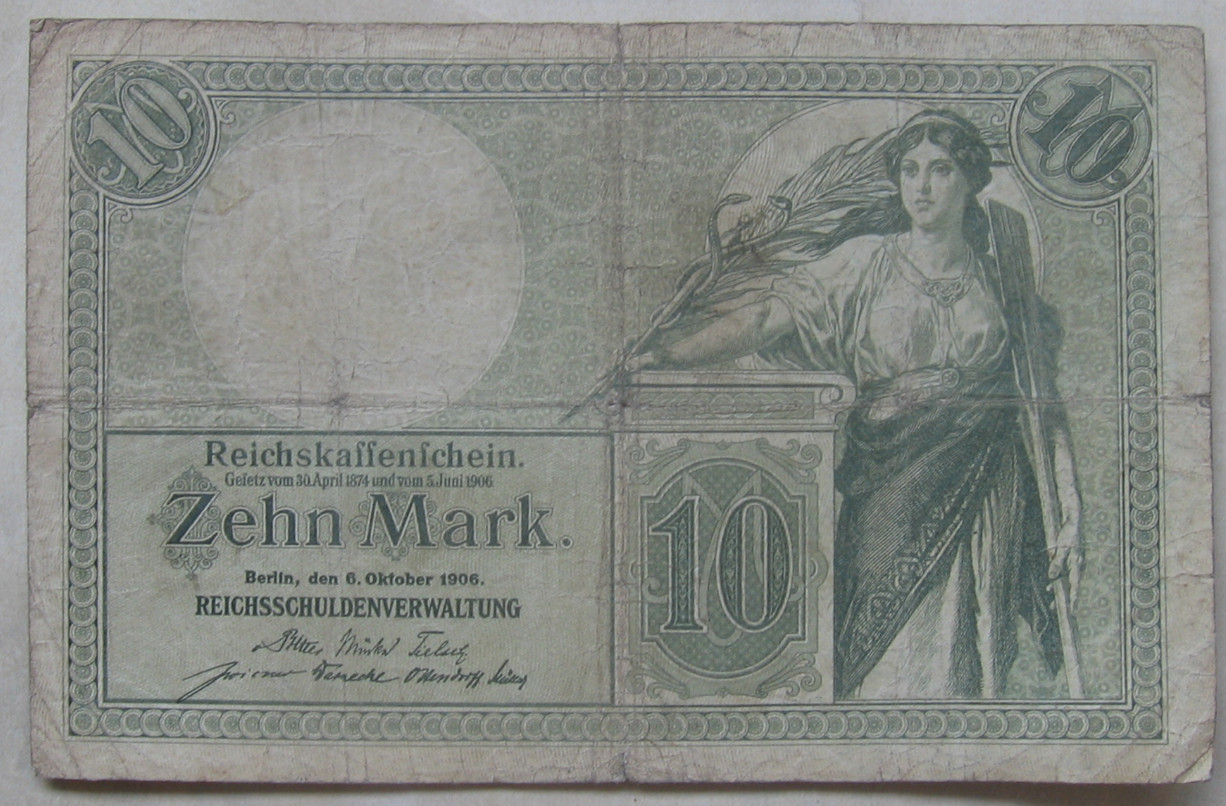 10
10
Reichskaſſenſchein.
Geſetz vom 30. April 1874 und vom 5. Juni 1906
Zehn Mark.
Berlin, den 6. Oktober 1906.
REICHSSCHULDENVERWALTUNG
10